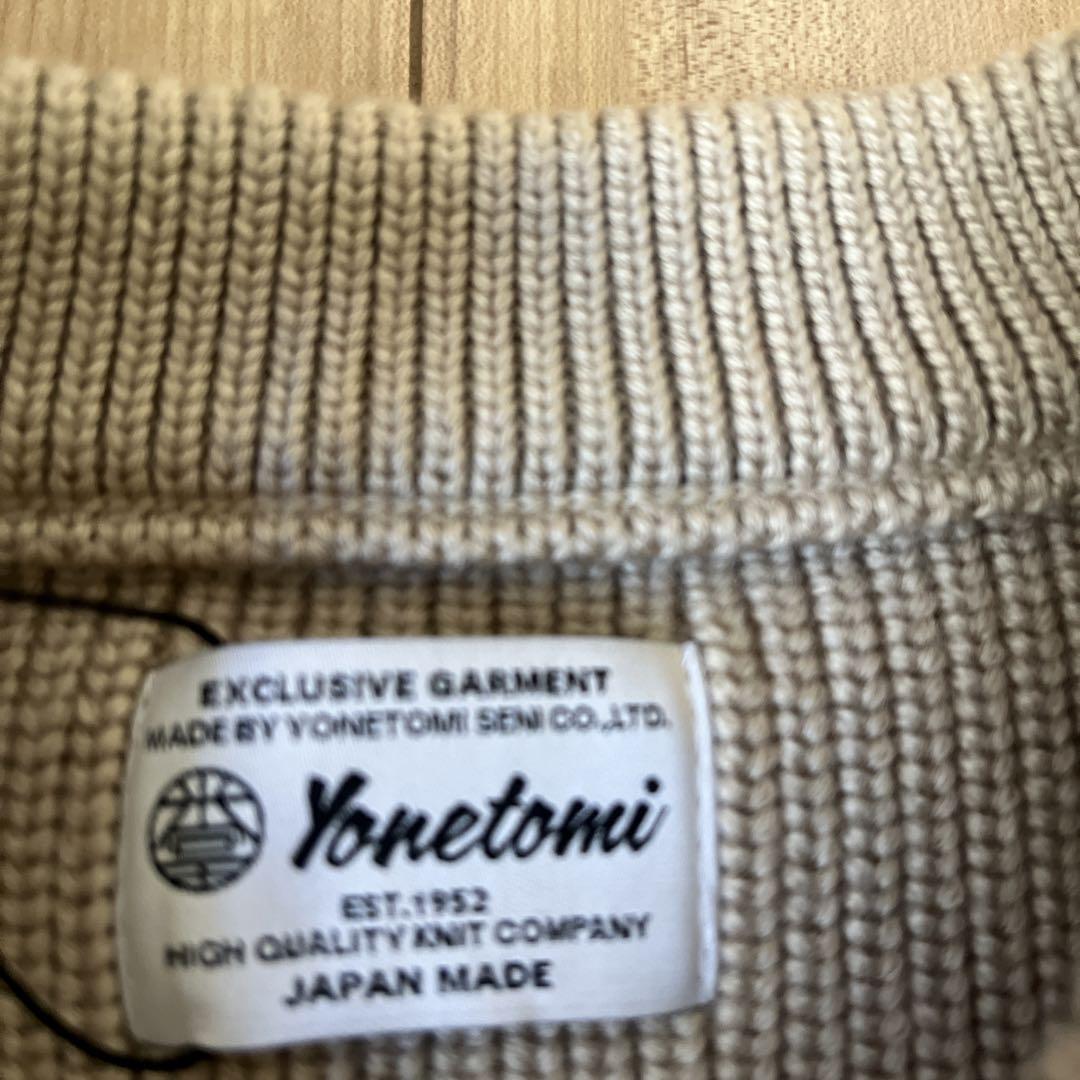 EXCLUSIVE GARMENT
MADE BY YONETOMI SENI CO.,LTD.
Yonetomi
EST.1952
HIGH QUALITY KNIT COMPANY
JAPAN MADE